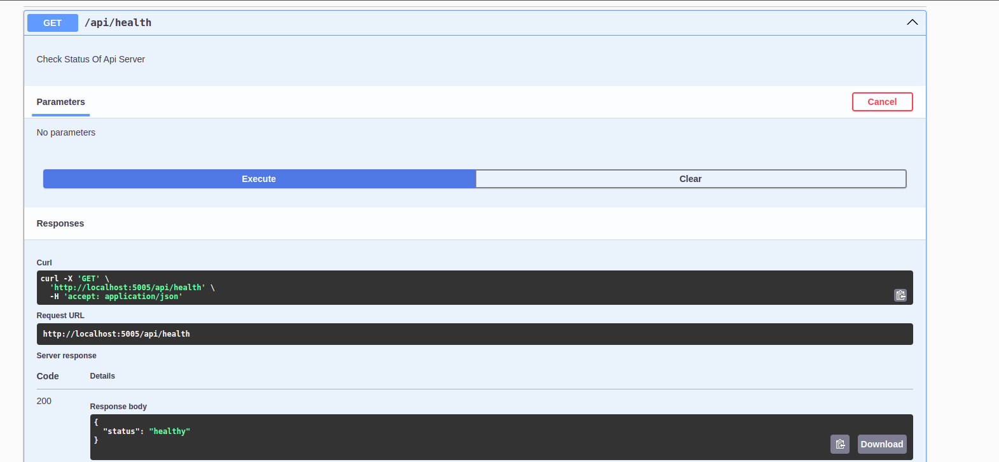 GET /api/health
Check Status Of Api Server
Parameters
Cancel
No parameters
Execute
Clear
Responses
Curl
curl -X 'GET' \
'http://localhost:5005/api/health' \
-H 'accept: application/json'
Request URL
http://localhost:5005/api/health
Server response
Code Details
200
Response body
{
"status": "healthy"
}
Download